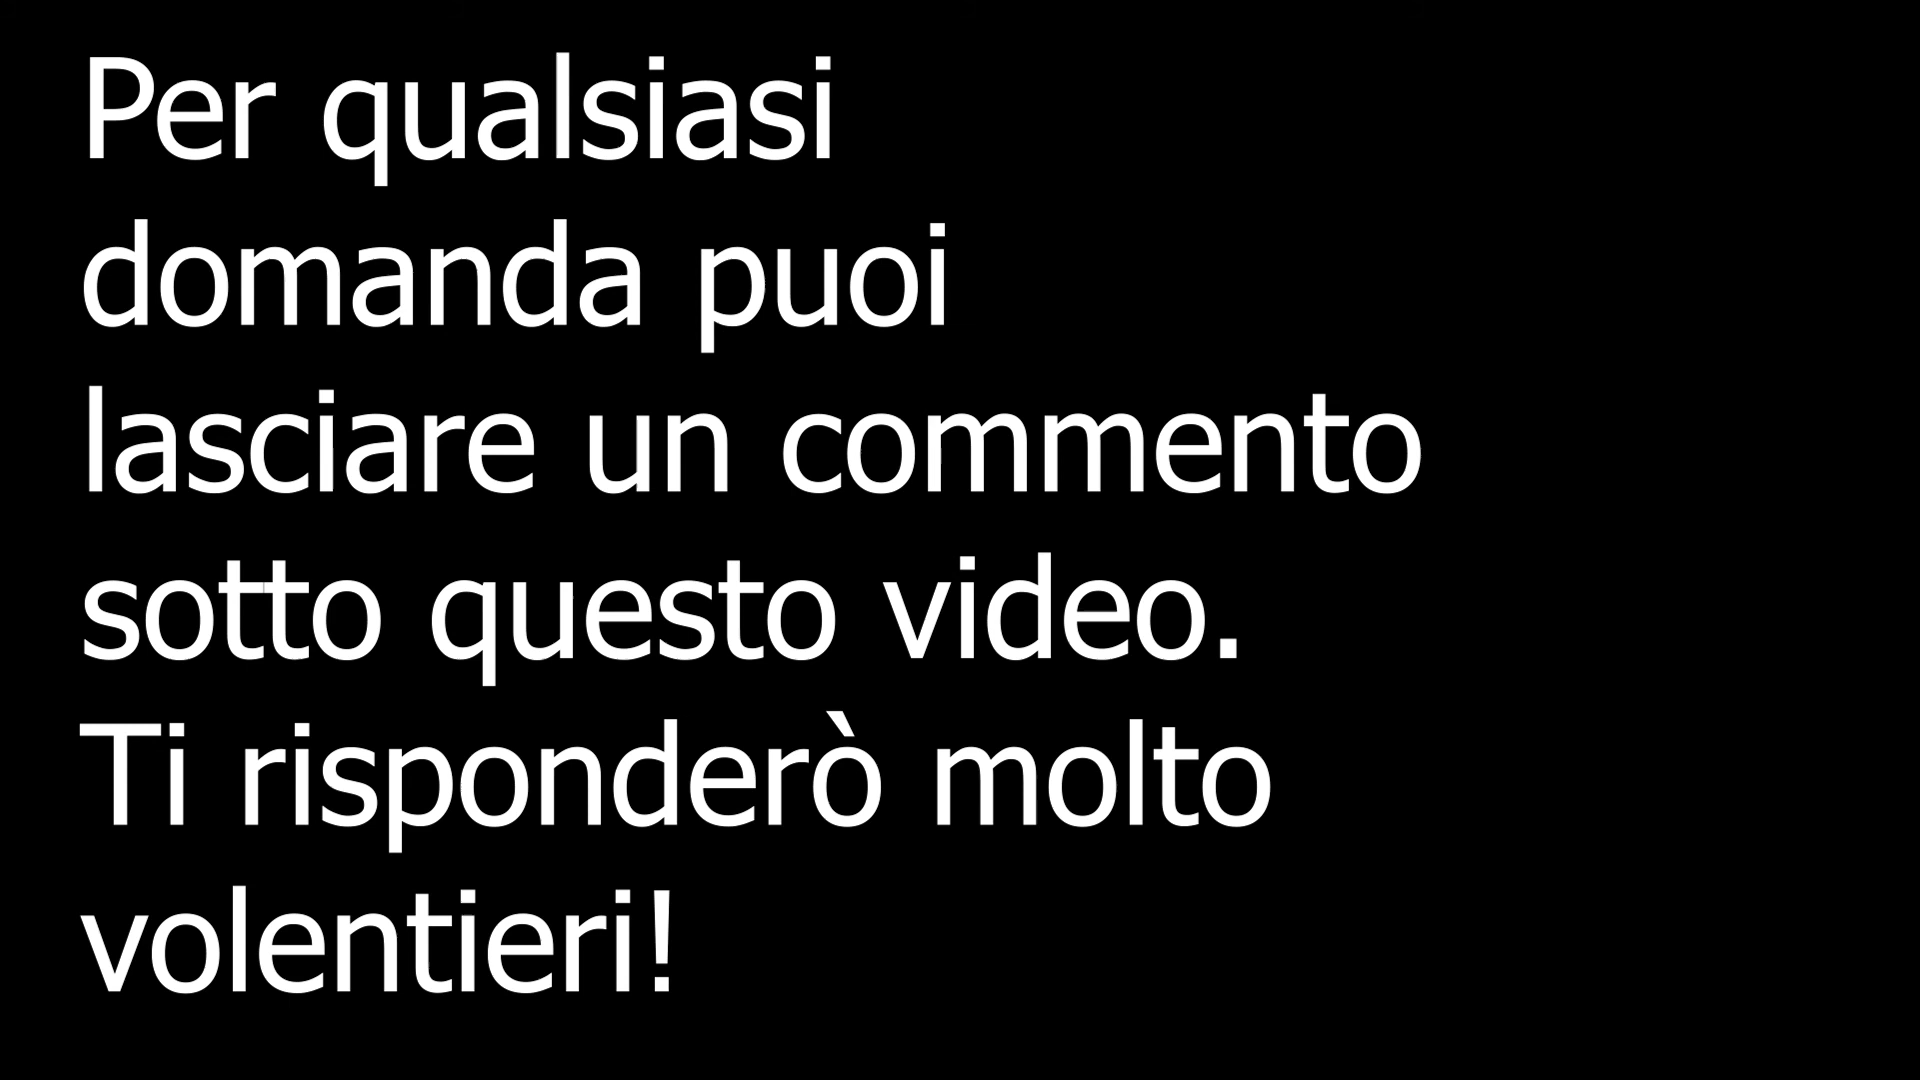 Per qualsiasi
domanda puoi
lasciare un commento
sotto questo video.
Ti risponderò molto
volentieri!